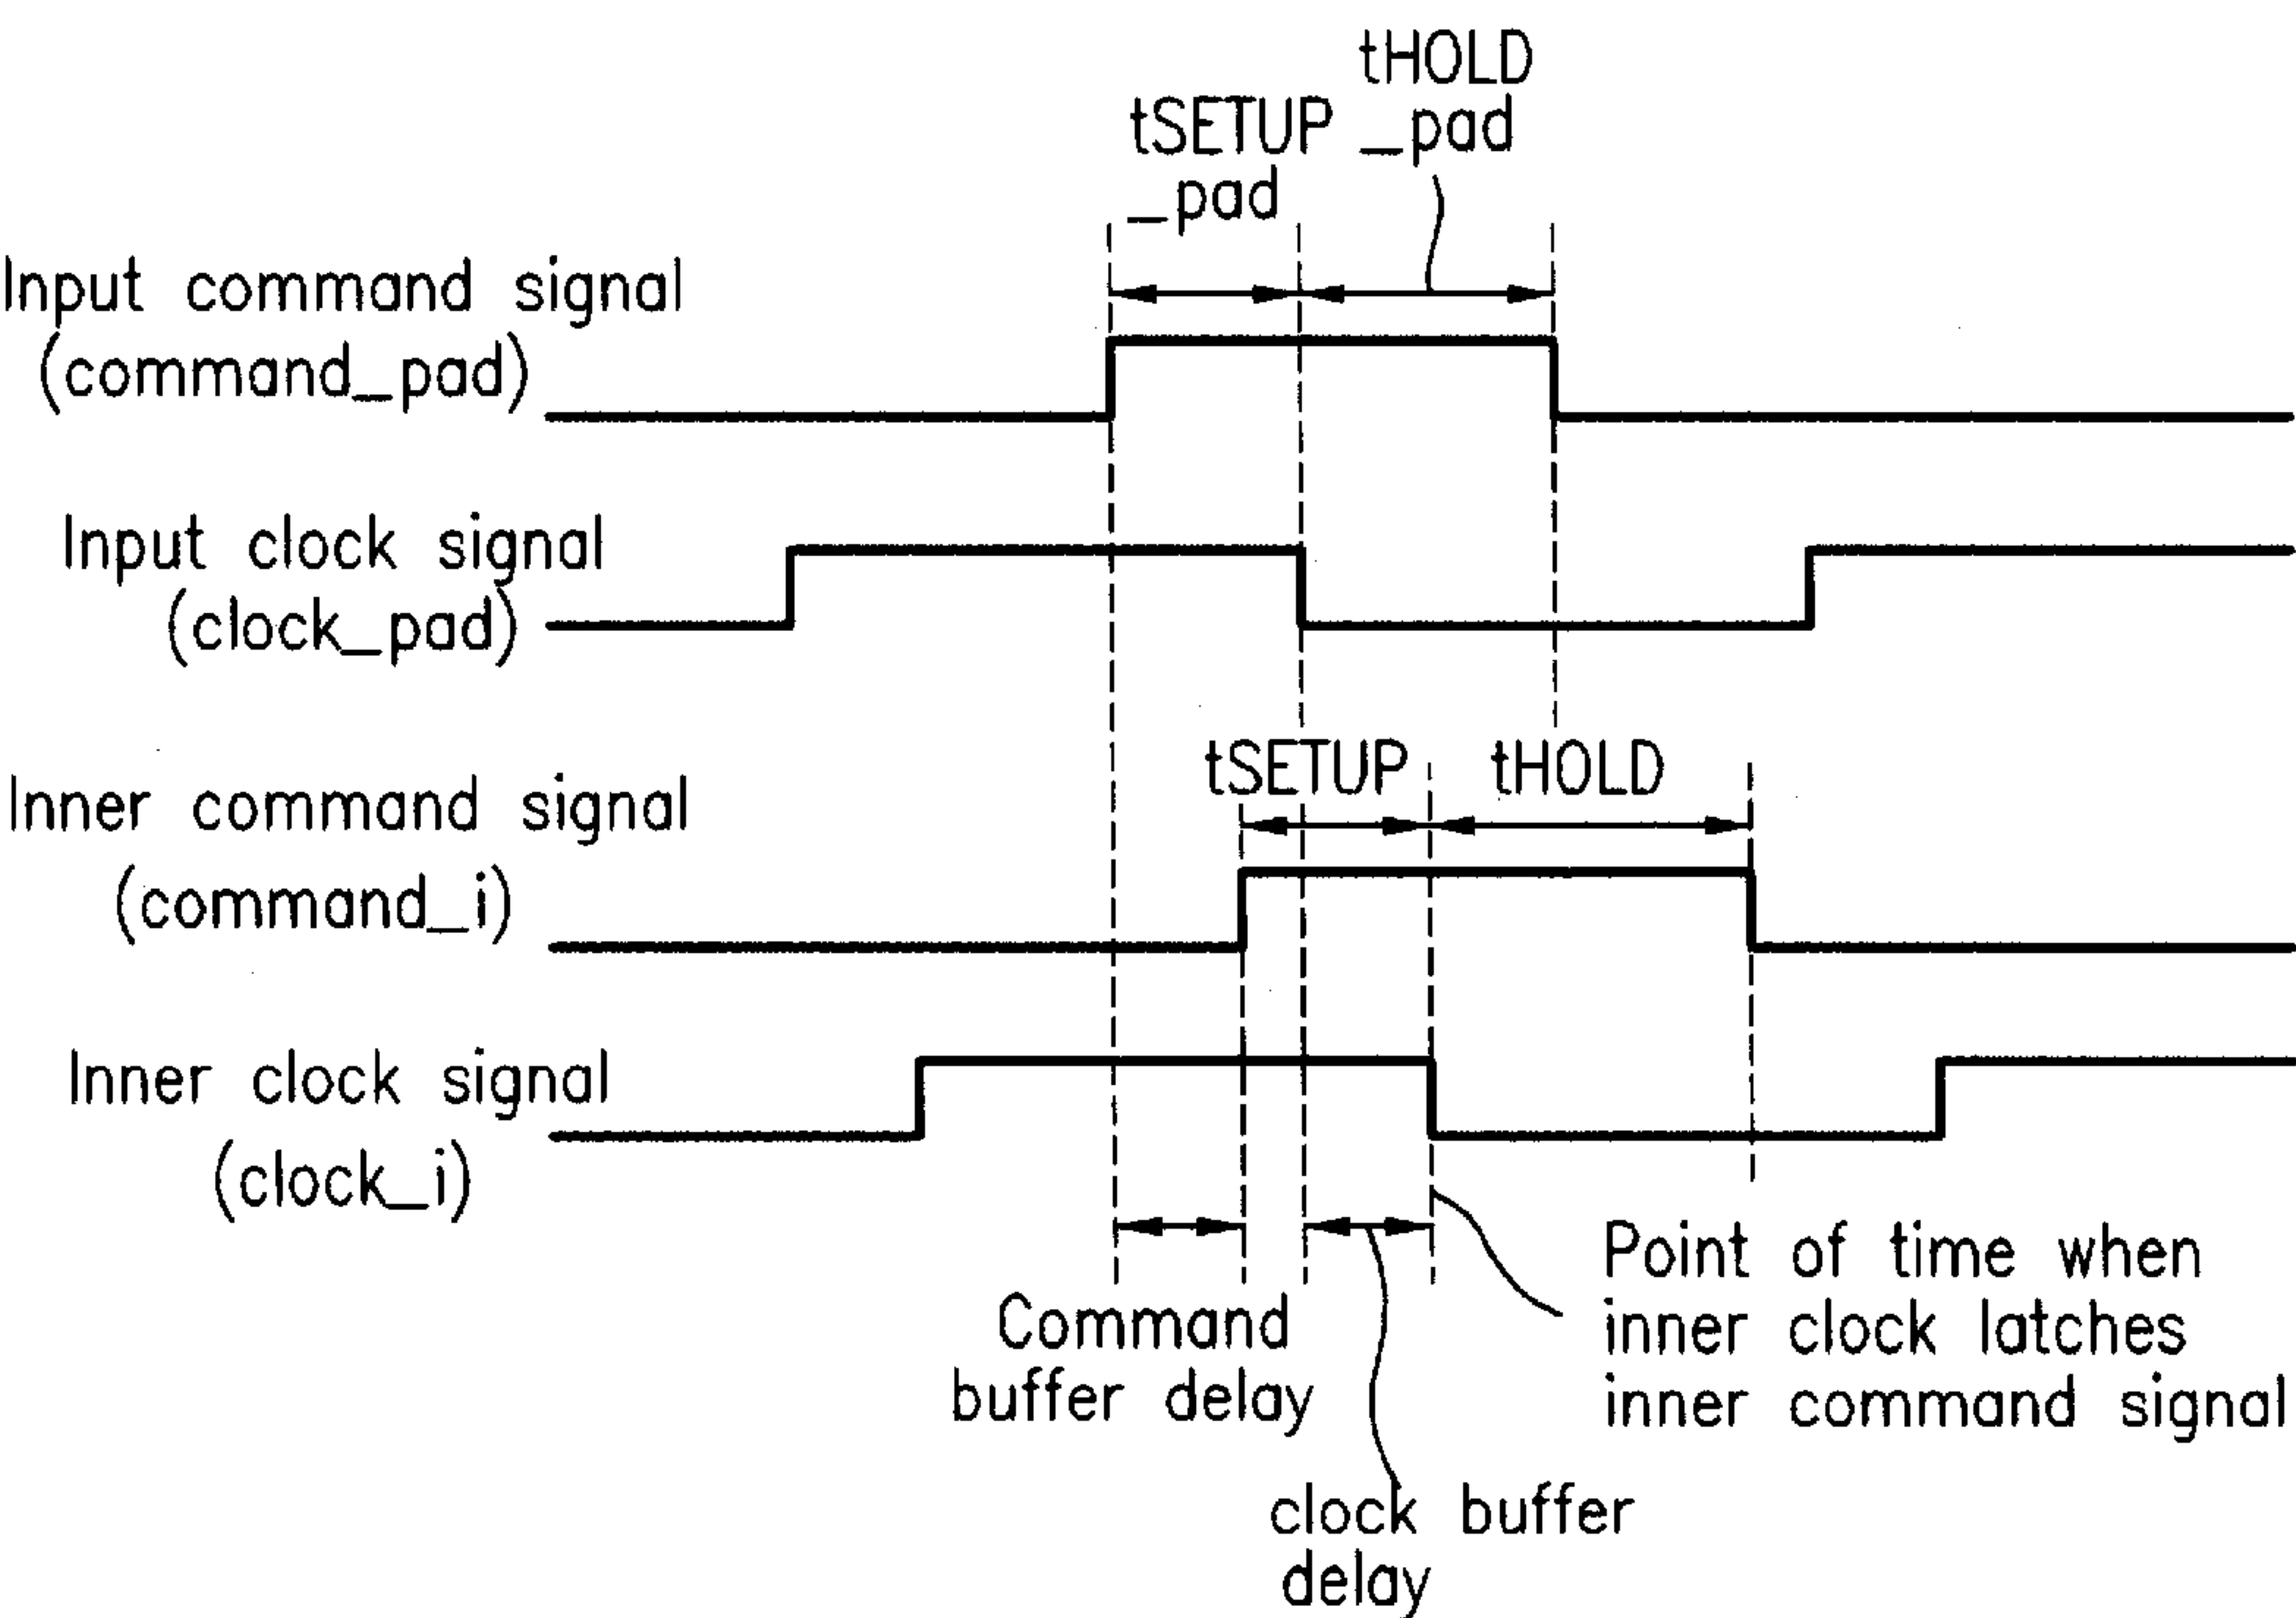 tHOLD
_pad
tSETUP
_pad
Input command signal
(command_pad)
Input clock signal
(clock_pad)
tSETUP
tHOLD
Inner command signal
(command_i)
Inner clock signal
(clock_i)
Command
buffer delay
clock buffer
delay
Point of time when
inner clock latches
inner command signal